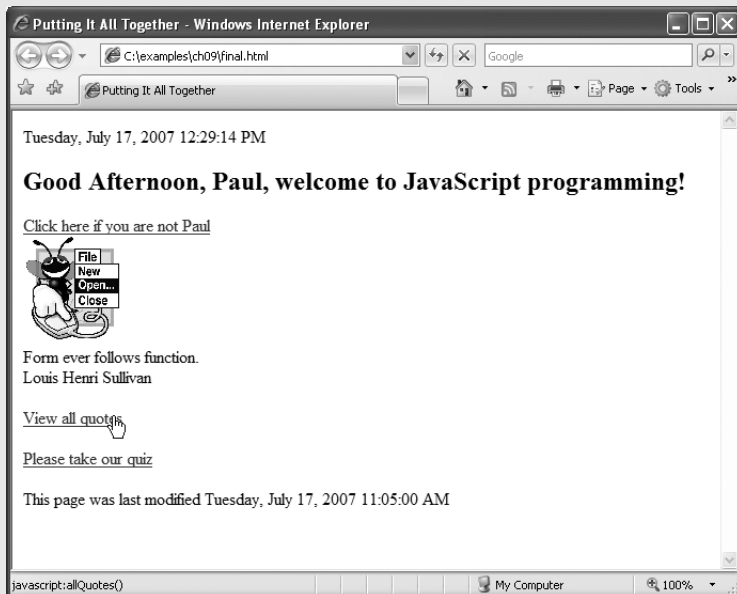 Putting It All Together - Windows Internet Explorer
C:\examples\ch09\final.html
Google
Putting It All Together
Page
Tools
»
Tuesday, July 17, 2007 12:29:14 PM
Good Afternoon, Paul, welcome to JavaScript programming!
Click here if you are not Paul
File
New
Open...
Close
Form ever follows function.
Louis Henri Sullivan
View all quotes
Please take our quiz
This page was last modified Tuesday, July 17, 2007 11:05:00 AM
javascript:allQuotes()
My Computer
100%